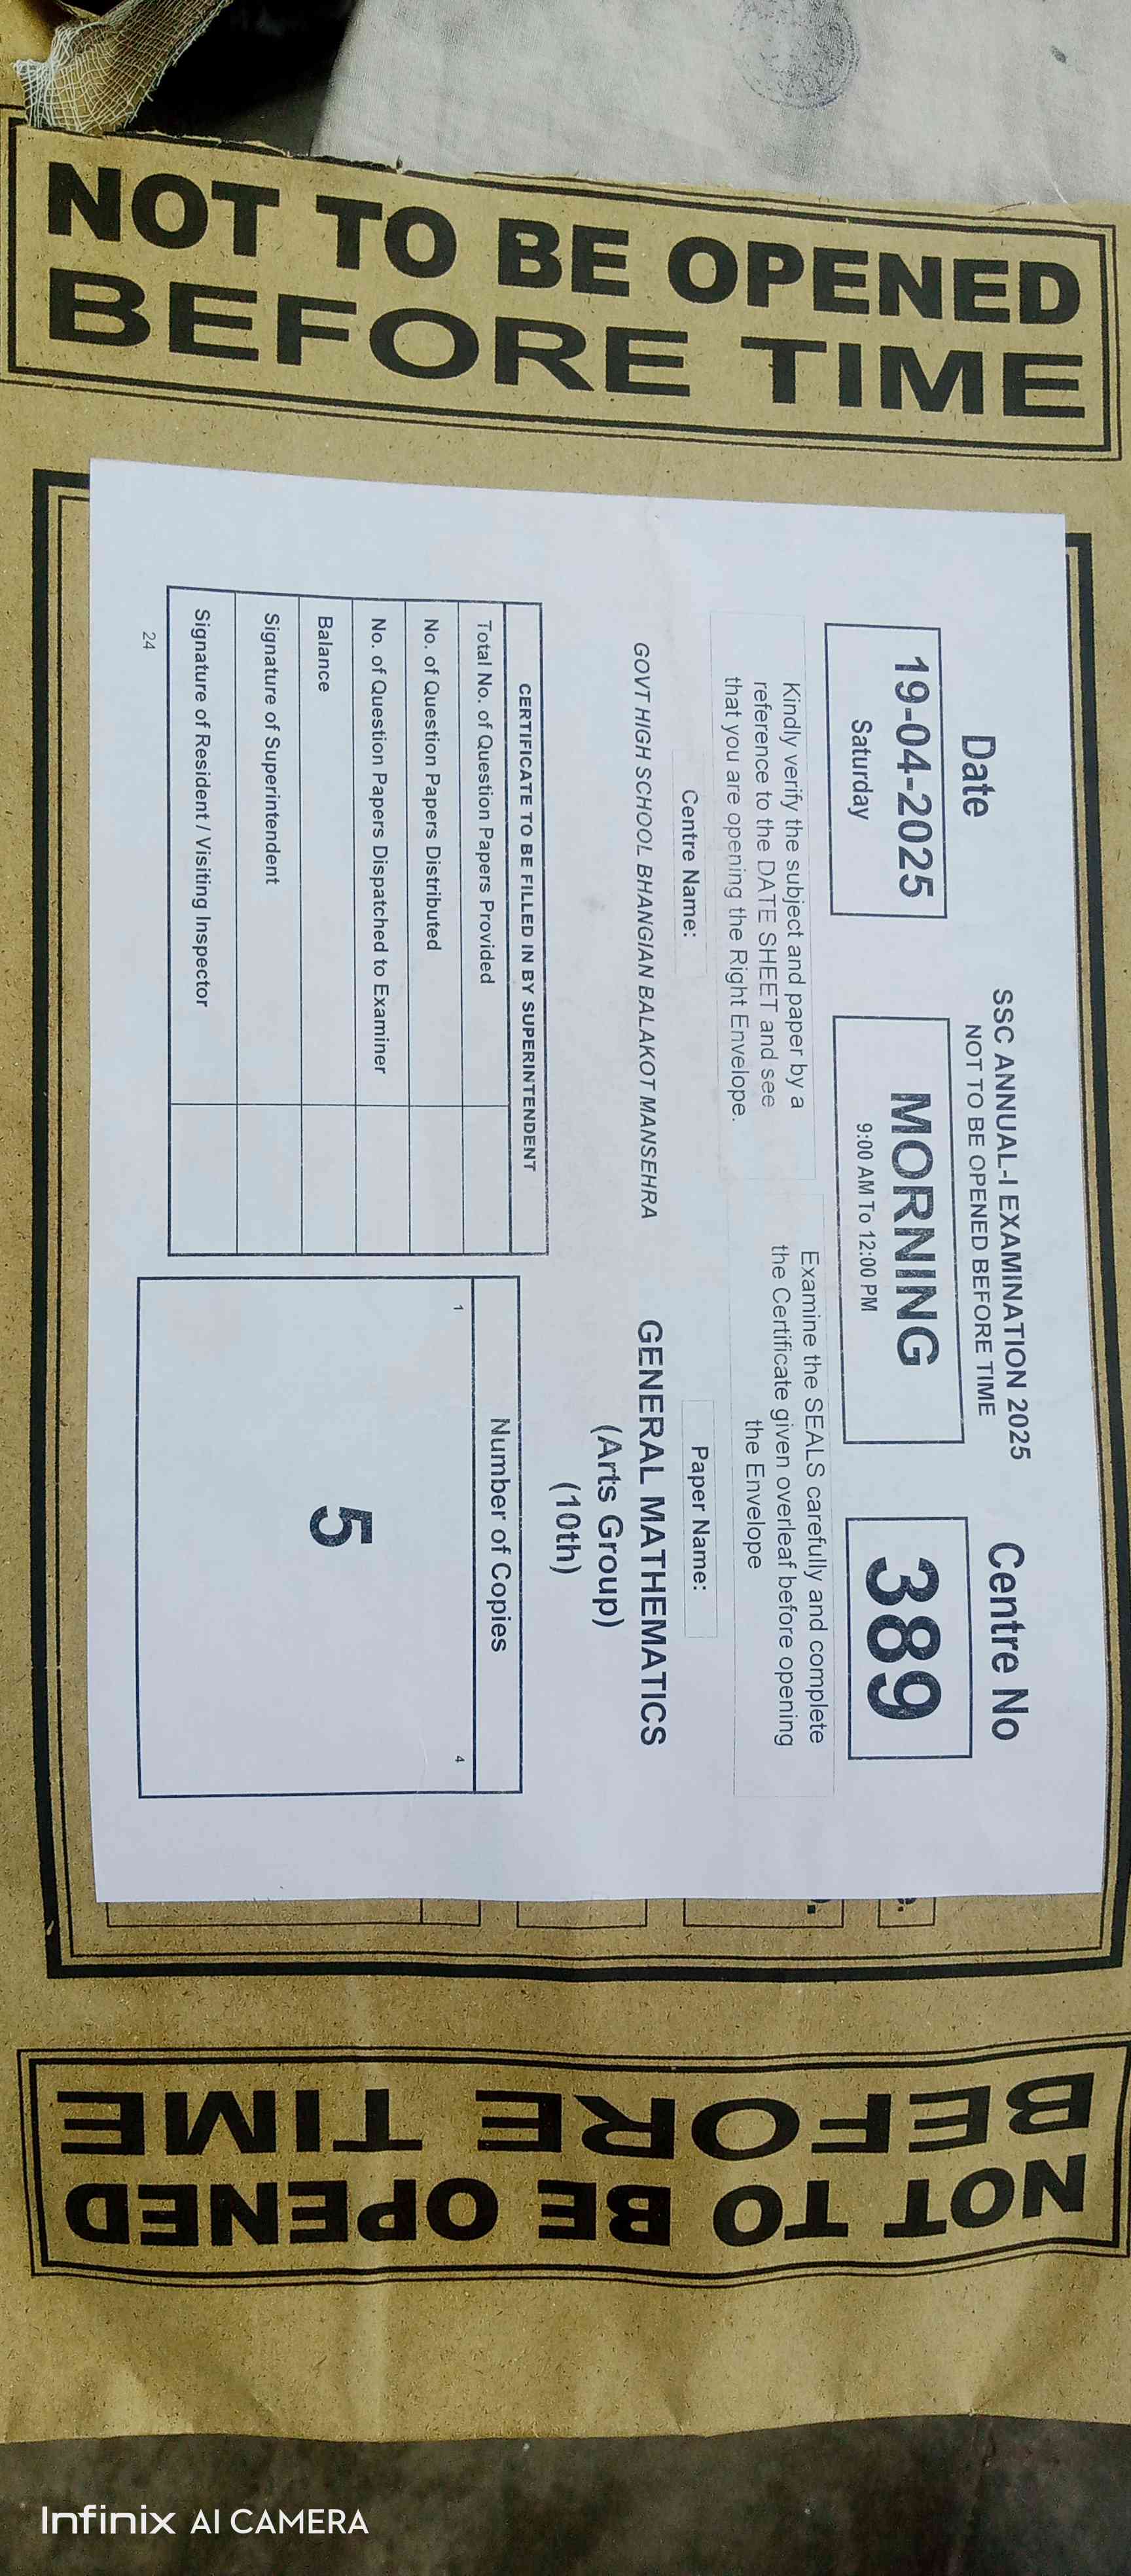 NOT TO BE OPENED
BEFORE TIME
SSC ANNUAL-I EXAMINATION 2025
NOT TO BE OPENED BEFORE TIME
Date
19-04-2025
Saturday
MORNING
9:00 AM To 12:00 PM
Centre No
389
Kindly verify the subject and paper by a
reference to the DATE SHEET and see
that you are opening the Right Envelope.
Examine the SEALS carefully and complete
the Certificate given overleaf before opening
the Envelope
Centre Name:
GOVT HIGH SCHOOL BHANGIAN BALAKOT MANSEHRA
Paper Name:
GENERAL MATHEMATICS
(Arts Group)
(10th)
CERTIFICATE TO BE FILLED IN BY SUPERINTENDENT
Total No. of Question Papers Provided
No. of Question Papers Distributed
No. of Question Papers Dispatched to Examiner
Balance
Signature of Superintendent
Signature of Resident / Visiting Inspector
24
Number of Copies
1
4
5
NOT TO BE OPENED
BEFORE TIME
Infinix AI CAMERA